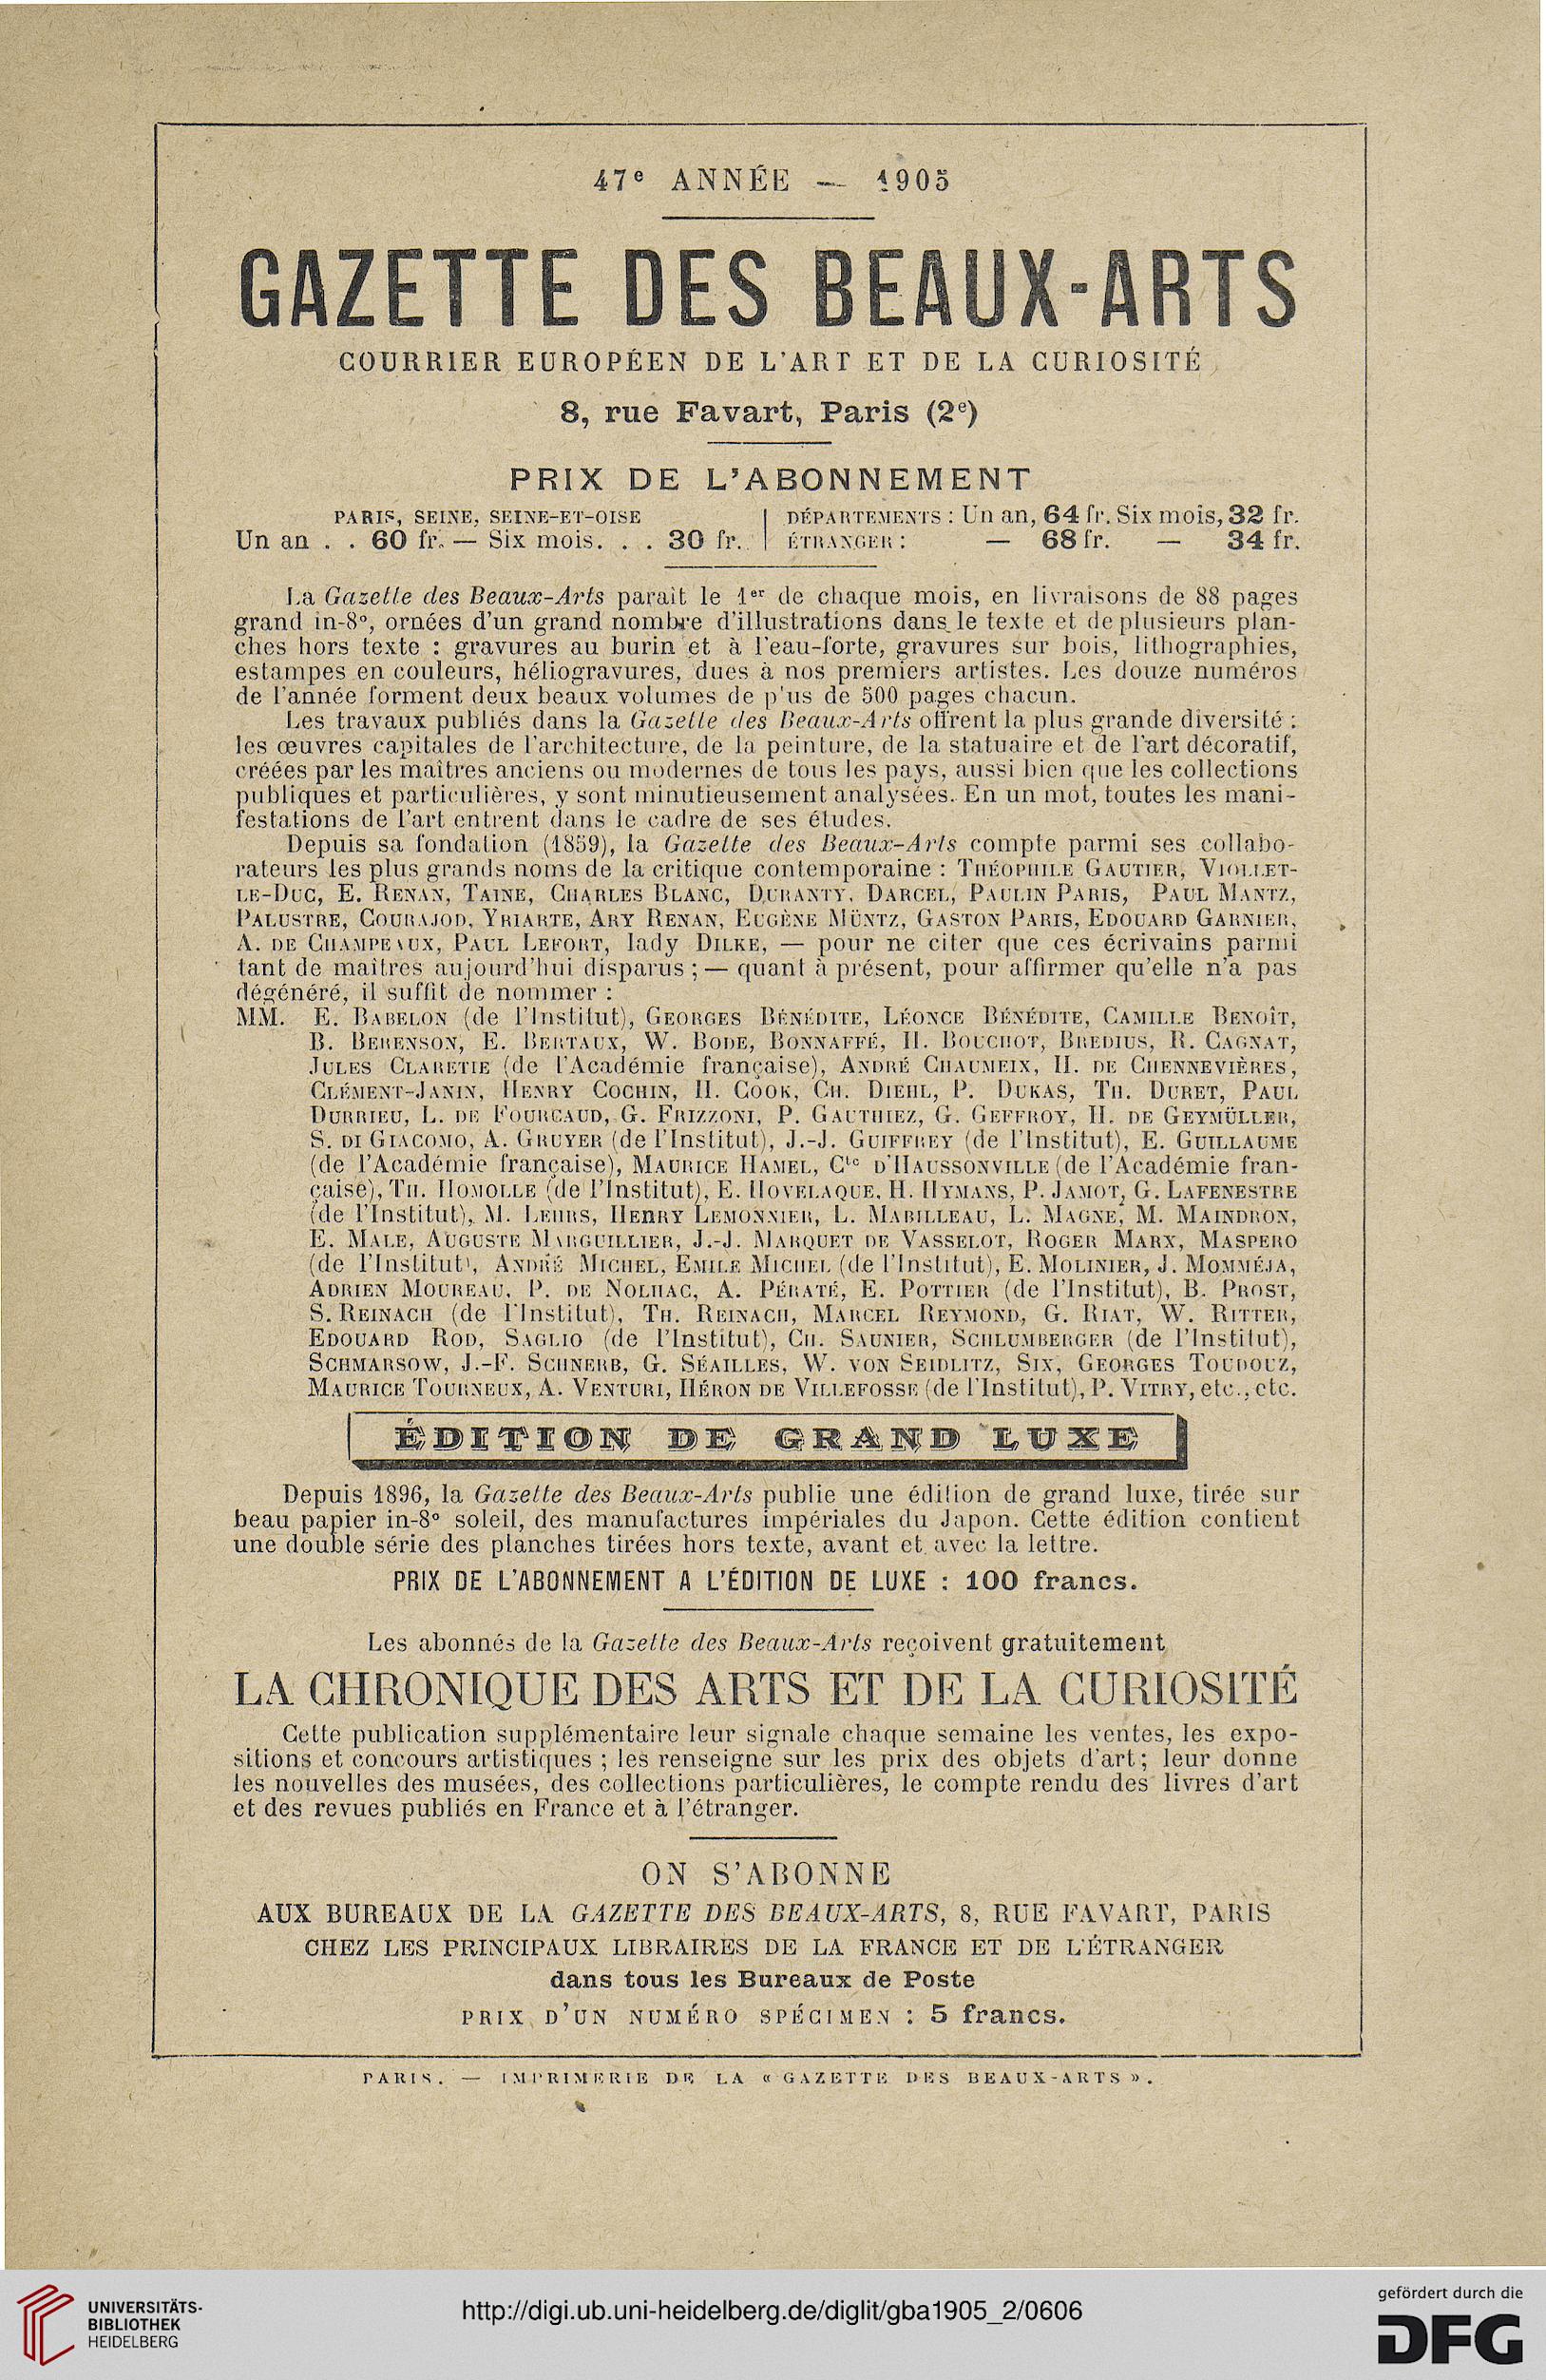 47e ANNÉE — 1905
GAZETTE DES BEAUX-ARTS
COURRIER EUROPÉEN DE L'ART ET DE LA CURIOSITÉ
8, rue Favart, Paris (2e)
PRIX DE L'ABONNEMENT
PARIS, SEINE, SEINE-ET-OISE
Un an . . 60 fr. — Six mois. . . 30 fr.
DÉPARTEMENTS : Un an, 64 fr. Six mois, 32 fr.
ÉTRANGER : — 68 fr. — 34 fr.
La Gazette des Beaux-Arts parait le 1er de chaque mois, en livraisons de 88 pages
grand in-8°, ornées d'un grand nombre d'illustrations dans le texte et de plusieurs plan-
ches hors texte : gravures au burin et à l'eau-forte, gravures sur bois, lithographies,
estampes en couleurs, héliogravures, dues à nos premiers artistes. Les douze numéros
de l'année forment deux beaux volumes de p'us de 500 pages chacun.
Les travaux publiés dans la Gazette des Beaux-Arts offrent la plus grande diversité :
les œuvres capitales de l'architecture, de la peinture, de la statuaire et de l'art décoratif,
créées par les maîtres anciens ou modernes de tous les pays, aussi bien que les collections
publiques et particulières, y sont minutieusement analysées. En un mot, toutes les mani-
festations de l'art entrent dans le cadre de ses études.
Depuis sa fondation (1859), la Gazette des Beaux-Arts compte parmi ses collabo-
rateurs les plus grands noms de la critique contemporaine : THÉOPHILE GAUTIER, VIOLLET-
LE-DUC, E. RENAN, TAINE, CHARLES BLANC, DURANTY, DARCEL, PAULIN PARIS, PAUL MANTZ,
PALUSTRE, COURAJOD, YRIARTE, ARY RENAN, EUGÈNE MÜNTZ, GASTON PARIS, EDOUARD GARNIER,
A. DE CHAMPEAUX, PAUL LEFORT, lady DILKE, — pour ne citer que ces écrivains parmi
tant de maîtres aujourd'hui disparus ; — quant à présent, pour affirmer qu'elle n'a pas
dégénéré, il suffit de nommer :
MM. E. BABELON (de l'Institut), GEORGES BÉNÉDITE, LÉONCE BÉNÉDITE, CAMILLE BENOÎT,
B. BERENSON, E. BERTAUX, W. BODE, BONNAFFÉ, H. BOUCHOT, BREDIUS, R. CAGNAT,
JULES CLARETIE (de l'Académie française), ANDRÉ CHAUMEIX, H. DE CHENNEVIÈRES,
CLÉMENT-JANIN, HENRY COCHIN, H. COOK, CH. DIEHL, P. DUKAS, TH. DURET, PAUL
DURRIEU, L. DE FOURCAUD, G. FRIZZONI, P. GAUTHIEZ, G. GEFFROY, H. DE GEYMÜLLER,
S. DI GIACOMO, A. GRUYER (de l'Institut), J.-J. GUIFFREY (de l'Institut), E. GUILLAUME
(de l'Académie française), MAURICE HAMEL, Cte D'HAUSSONVILLE (de l'Académie fran-
çaise), TH. HOMOLLE (de l'Institut), E. HOVELAQUE, H. HYMANS, P. JAMOT, G. LAFENESTRE
(de l'Institut), M. LEHRS, HENRY LEMONNIER, L. MABILLEAU, L. MAGNE, M. MAINDRON,
E. MALE, AUGUSTE MARGUILLIER, J.-J. MARQUET DE VASSELOT, ROGER MARX, MASPERO
(de l'Institut), ANDRÉ MICHEL, EMILE MICHEL (de l'Institut), E. MOLINIER, J. MOMMÉJA,
ADRIEN MOUREAU, P. DE NOLHAC, A. PÉRATÉ, E. POTTIER (de l'Institut), B. PROST,
S. REINACH (de l'Institut), TH. REINACH, MARCEL REYMOND, G. RIAT, W. RITTER,
EDOUARD ROD, SAGLIO (de l'Institut), CH. SAUNIER, SCHLUMBERGER (de l'Institut),
SCHMARSOW, J.-F. SCHNERB, G. SÉAILLES, W. VON SEIDLITZ, SIX, GEORGES TOUDOUZ,
MAURICE TOURNEUX, A. VENTURI, HÉRON DE VILLEFOSSE (de l'Institut), P. VITRY, etc., etc.
ÉDITION DE GRAND LUXE
Depuis 1896, la Gazette des Beaux-Arts publie une édition de grand luxe, tirée sur
beau papier in-8° soleil, des manufactures impériales du Japon. Cette édition contient
une double série des planches tirées hors texte, avant et avec la lettre.
PRIX DE L'ABONNEMENT A L'ÉDITION DE LUXE : 100 francs.
Les abonnés de la Gazette des Beaux-Arts reçoivent gratuitement
LA CHRONIQUE DES ARTS ET DE LA CURIOSITÉ
Cette publication supplémentaire leur signale chaque semaine les ventes, les expo-
sitions et concours artistiques ; les renseigne sur les prix des objets d'art; leur donne
les nouvelles des musées, des collections particulières, le compte rendu des livres d'art
et des revues publiés en France et à l'étranger.
ON S'ABONNE
AUX BUREAUX DE LA GAZETTE DES BEAUX-ARTS, 8, RUE FAVART, PARIS
CHEZ LES PRINCIPAUX LIBRAIRES DE LA FRANCE ET DE L'ÉTRANGER
dans tous les Bureaux de Poste
PRIX D'UN NUMÉRO SPÉCIMEN : 5 francs.
PARIS. — IMPRIMERIE DE LA « GAZETTE DES BEAUX-ARTS ».
UNIVERSITÄTS-
BIBLIOTHEK
HEIDELBERG
http://digi.ub.uni-heidelberg.de/diglit/gba1905_2/0606
gefördert durch die
DFG